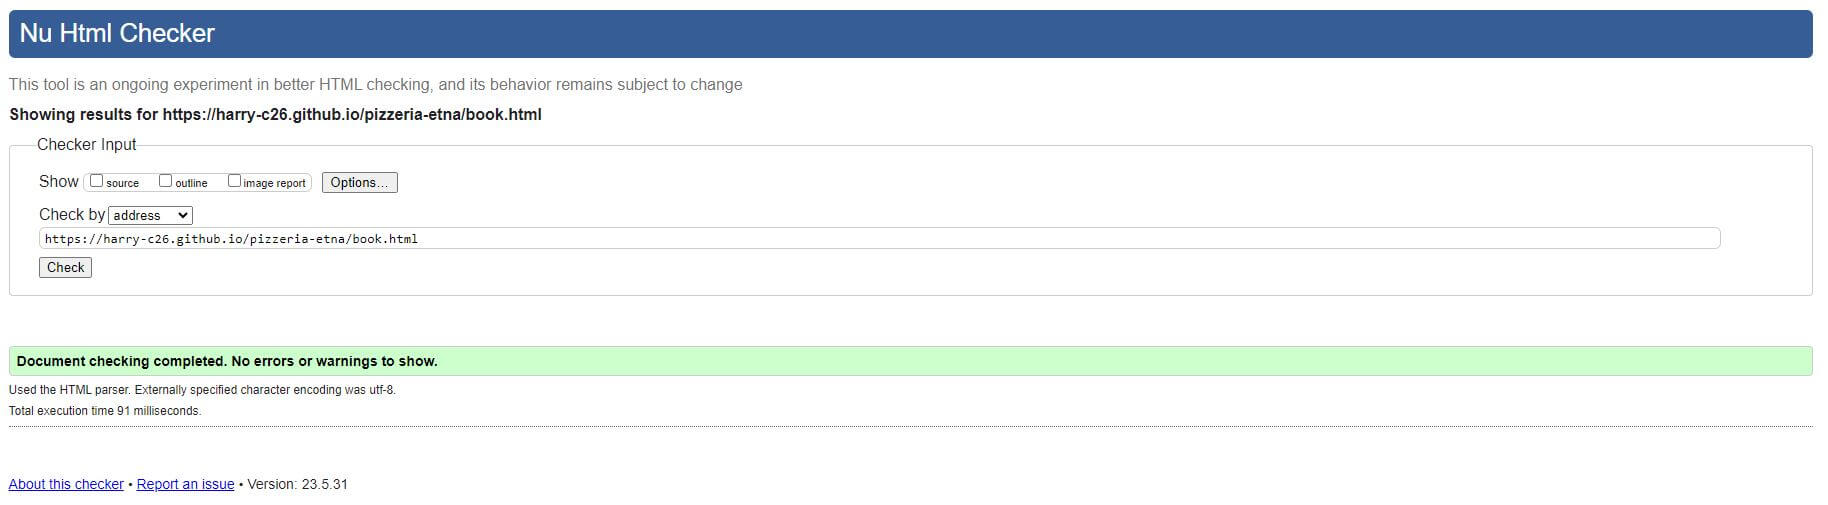 Nu Html Checker
This tool is an ongoing experiment in better HTML checking, and its behavior remains subject to change
Showing results for https://harry-c26.github.io/pizzeria-etna/book.html
Checker Input
Show source outline image report Options...
Check by address
https://harry-c26.github.io/pizzeria-etna/book.html
Check
Document checking completed. No errors or warnings to show.
Used the HTML parser. Externally specified character encoding was utf-8.
Total execution time 91 milliseconds.
About this checker • Report an issue • Version: 23.5.31